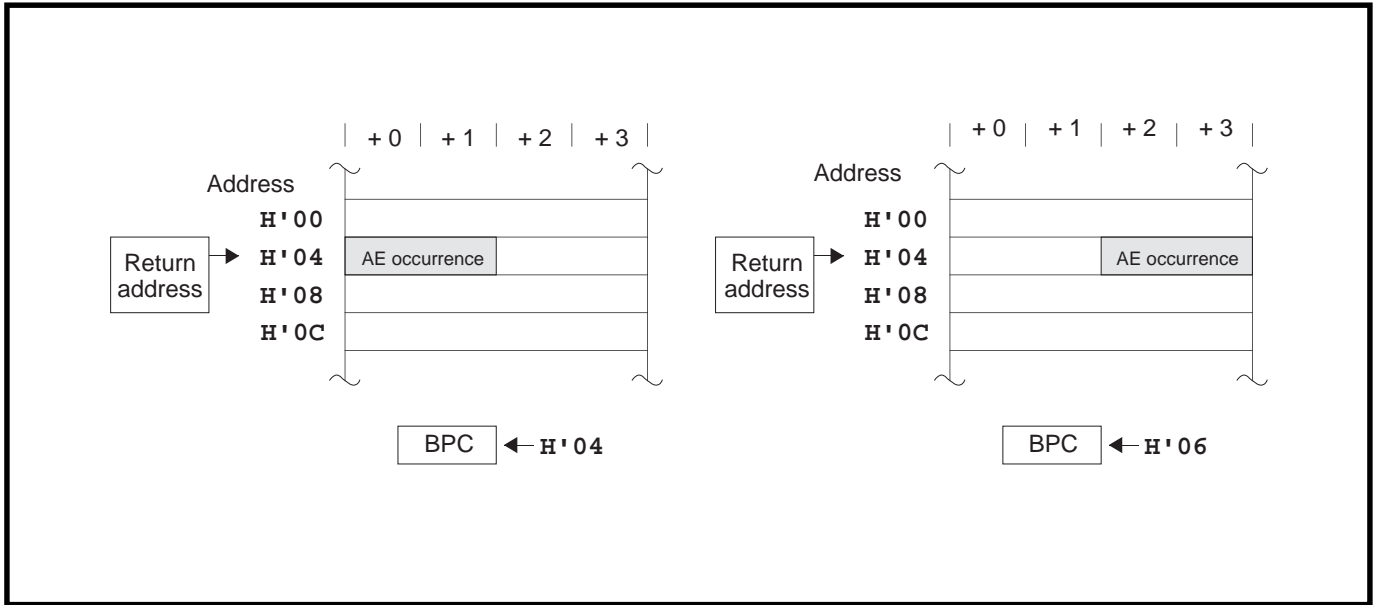 + 0 + 1 + 2 + 3
Address
H'00
H'04
H'08
H'0C
Return
address
AE occurrence
BPC
H'04
+ 0 + 1 + 2 + 3
Address
H'00
H'04
H'08
H'0C
Return
address
AE occurrence
BPC
H'06